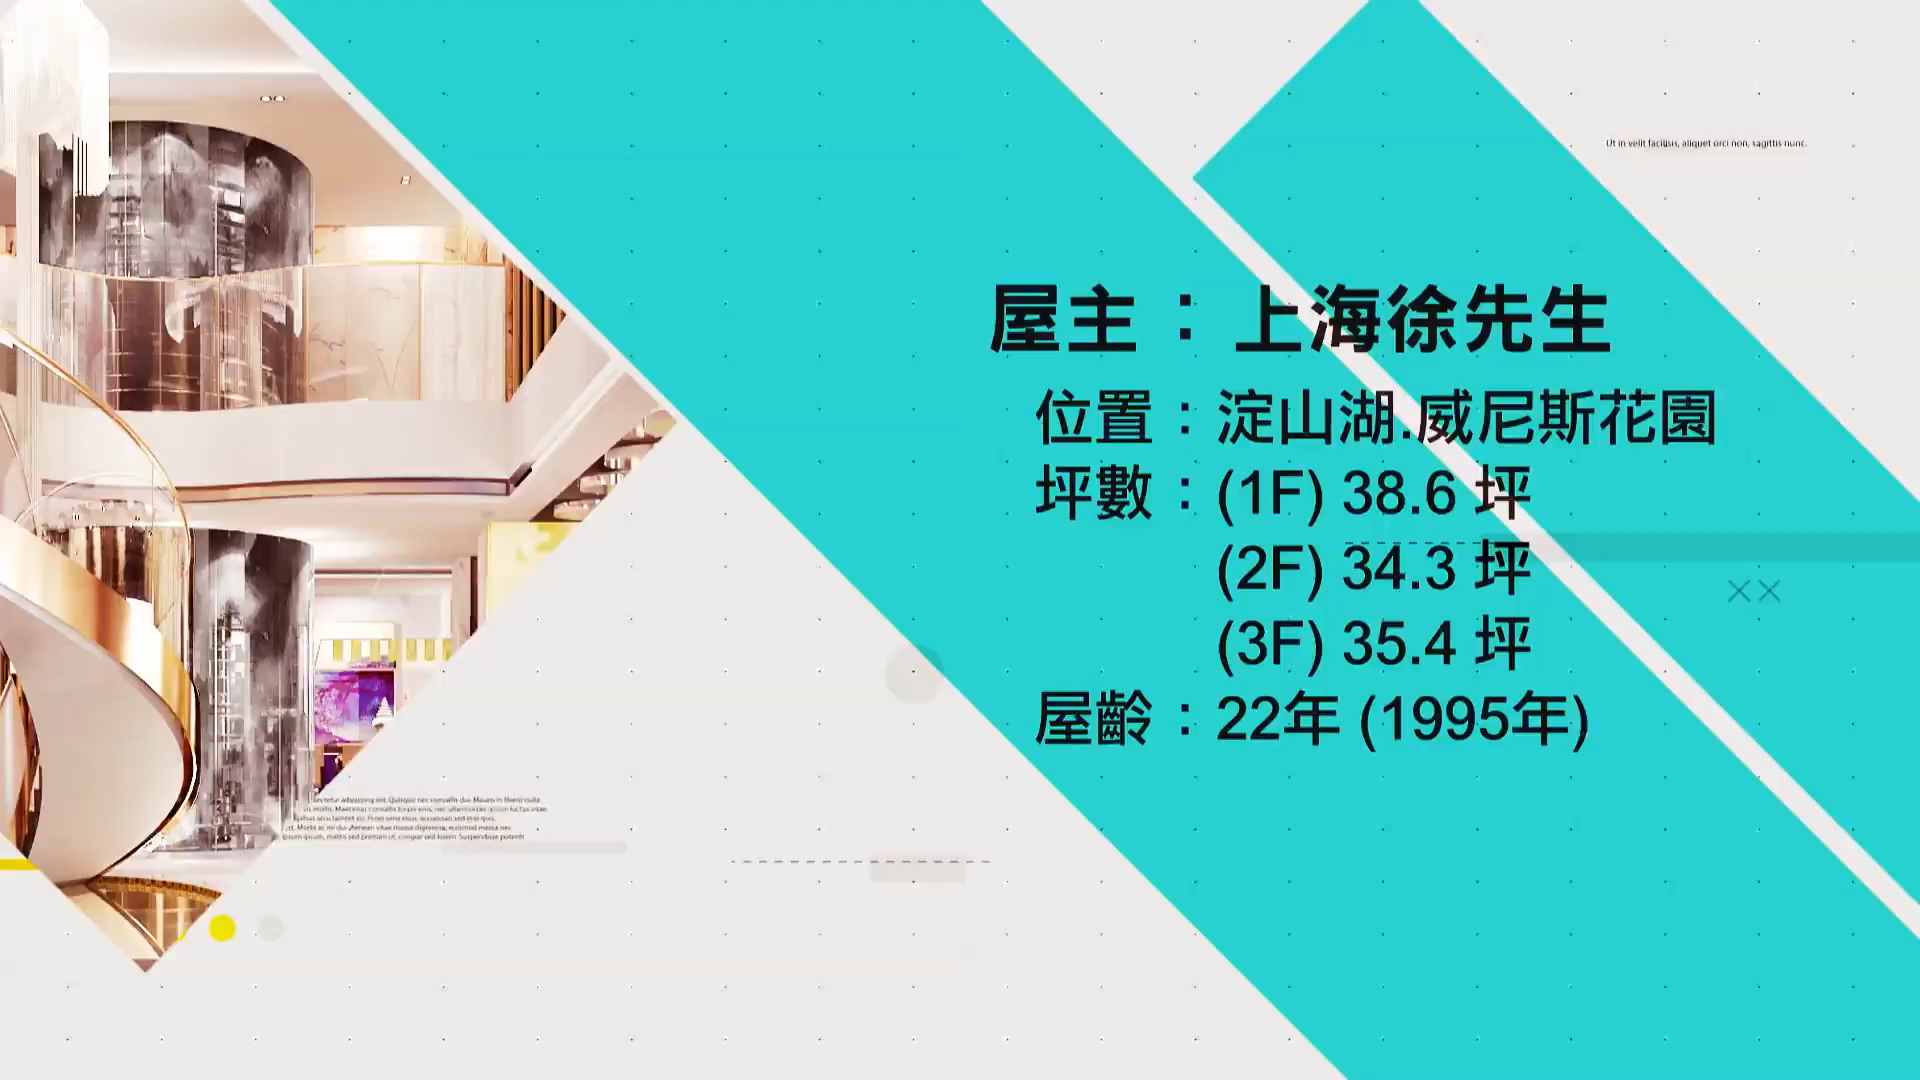 Ut in velit facilisis, aliquet orci non, sagittis nunc.
屋主：上海徐先生
位置：淀山湖.威尼斯花園
坪數：(1F) 38.6 坪
(2F) 34.3 坪
(3F) 35.4 坪
屋齡：22年 (1995年)